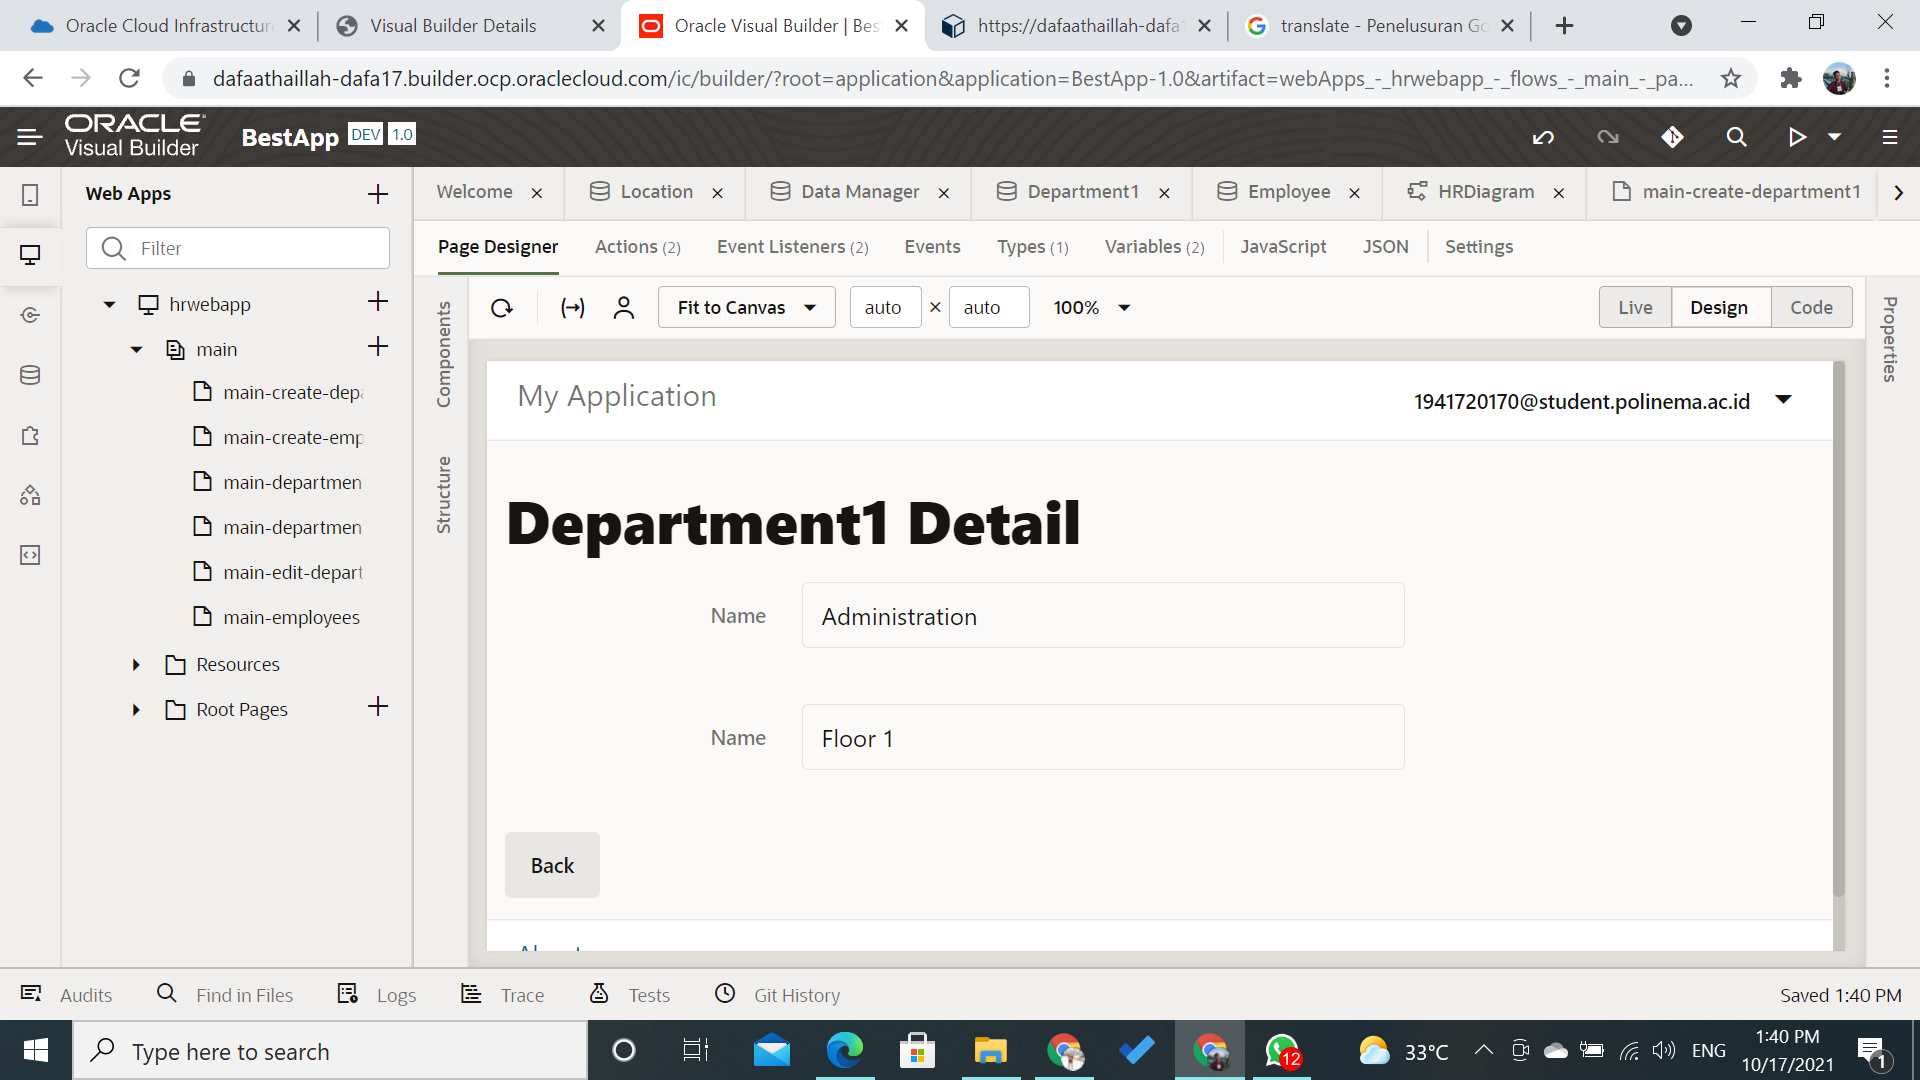 Oracle Cloud Infrastructure
Visual Builder Details
Oracle Visual Builder | Bes
https://dafaathaillah-dafa1
translate - Penelusuran Go
dafaathaillah-dafa17.builder.ocp.oraclecloud.com/ic/builder/?root=application&application=BestApp-1.0&artifact=webApps_-_hrwebapp_-_flows_-_main_-_pa...
ORACLE
Visual Builder
BestApp DEV 1.0
Web Apps
Filter
hrwebapp
main
main-create-depa
main-create-emp
main-departmen
main-departmen
main-edit-depart
main-employees
Resources
Root Pages
Welcome
Location
Data Manager
Department1
Employee
HRDiagram
main-create-department1
Page Designer
Actions (2)
Event Listeners (2)
Events
Types (1)
Variables (2)
JavaScript
JSON
Settings
Components
Structure
Fit to Canvas
auto × auto
100%
Live
Design
Code
Properties
My Application
1941720170@student.polinema.ac.id
Department1 Detail
Name
Administration
Name
Floor 1
Back
About
Audits
Find in Files
Logs
Trace
Tests
Git History
Saved 1:40 PM
Type here to search
12
33°C
ENG
1:40 PM
10/17/2021
1